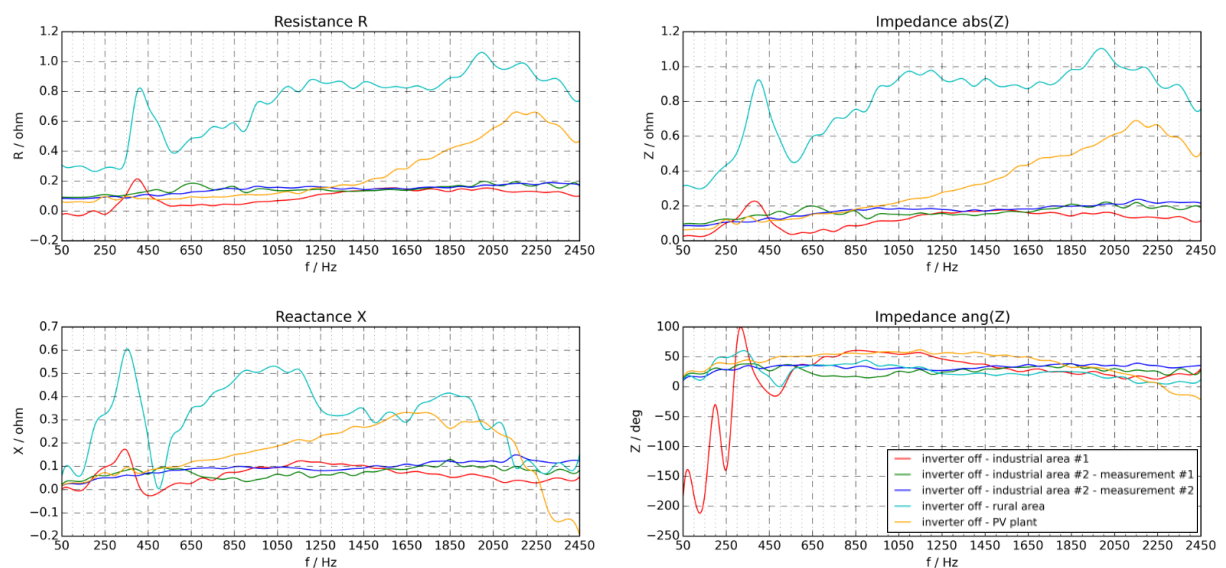 Resistance R
1.2
1.0
0.8
0.6
0.4
0.2
0.0
−0.2
R / ohm
50 250 450 650 850 1050 1250 1450 1650 1850 2050 2250 2450
f / Hz
Impedance abs(Z)
1.2
1.0
0.8
0.6
0.4
0.2
0.0
Z / ohm
50 250 450 650 850 1050 1250 1450 1650 1850 2050 2250 2450
f / Hz
Reactance X
0.7
0.6
0.5
0.4
0.3
0.2
0.1
0.0
−0.1
−0.2
X / ohm
50 250 450 650 850 1050 1250 1450 1650 1850 2050 2250 2450
f / Hz
Impedance ang(Z)
100
50
0
−50
−100
−150
−200
−250
Z / deg
inverter off - industrial area #1
inverter off - industrial area #2 - measurement #1
inverter off - industrial area #2 - measurement #2
inverter off - rural area
inverter off - PV plant
50 250 450 650 850 1050 1250 1450 1650 1850 2050 2250 2450
f / Hz